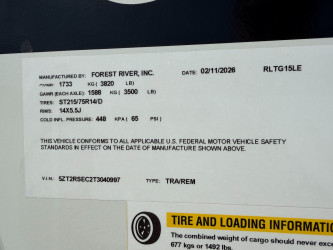 MANUFACTURED BY: FOREST RIVER, INC. DATE: 02/11/2026 RLTG15LE
GVWR: 1733 KG ( 3820 LB)
GAWR (EACH AXLE): 1588 KG ( 3500 LB)
TIRES: ST215/75R14/D
RIMS: 14X5.5J
COLD INFL. PRESSURE: 448 KPA ( 65 PSI )
THIS VEHICLE CONFORMS TO ALL APPLICABLE U.S. FEDERAL MOTOR VEHICLE SAFETY
STANDARDS IN EFFECT ON THE DATE OF MANUFACTURE SHOWN ABOVE.
V.I.N.: 5ZT2RSEC2T3040997 TYPE: TRA/REM
TIRE AND LOADING INFORMATIO
The combined weight of cargo should never exce
677 kgs or 1492 lbs.